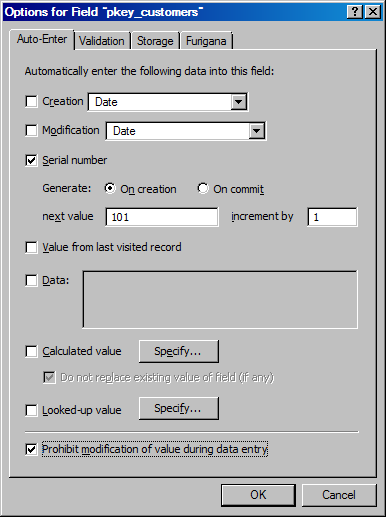 Options for Field "pkey_customers"
Auto-Enter Validation Storage Furigana
Automatically enter the following data into this field:
Creation Date
Modification Date
Serial number
Generate: On creation On commit
next value 101 increment by 1
Value from last visited record
Data:
Calculated value Specify...
Do not replace existing value of field (if any)
Looked-up value Specify...
Prohibit modification of value during data entry
OK Cancel